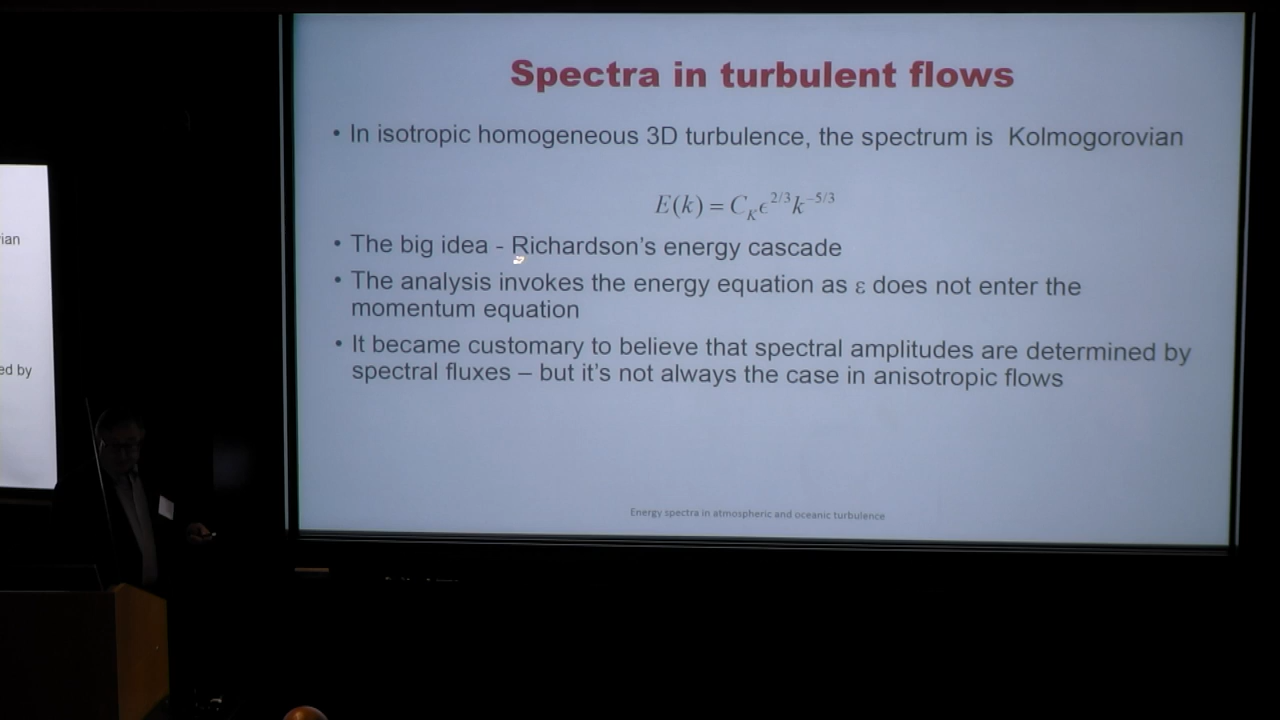 Spectra in turbulent flows
• In isotropic homogeneous 3D turbulence, the spectrum is Kolmogorovian
E(k) = C_K ϵ^{2/3} k^{-5/3}
• The big idea - Richardson's energy cascade
• The analysis invokes the energy equation as ε does not enter the
momentum equation
• It became customary to believe that spectral amplitudes are determined by
spectral fluxes – but it's not always the case in anisotropic flows
Energy spectra in atmospheric and oceanic turbulence
ian
ed by